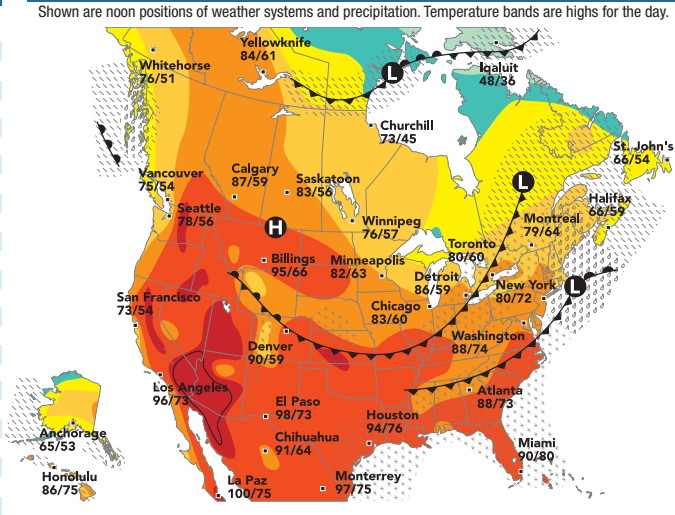 Shown are noon positions of weather systems and precipitation. Temperature bands are highs for the day.
Yellowknife
84/61
Whitehorse
76/51
L
Iqaluit
48/36
Churchill
73/45
St. John's
66/54
Vancouver
75/54
Calgary
87/59
Saskatoon
83/56
L
Seattle
78/56
Halifax
66/59
H
Winnipeg
76/57
Montreal
79/64
Billings
95/66
Minneapolis
82/63
Toronto
80/60
Detroit
86/59
New York
80/72
L
San Francisco
73/54
Chicago
83/60
Washington
88/74
Denver
90/59
Los Angeles
96/73
El Paso
98/73
Houston
94/76
Atlanta
88/73
Anchorage
65/53
Chihuahua
91/64
Miami
90/80
Honolulu
86/75
La Paz
100/75
Monterrey
97/75